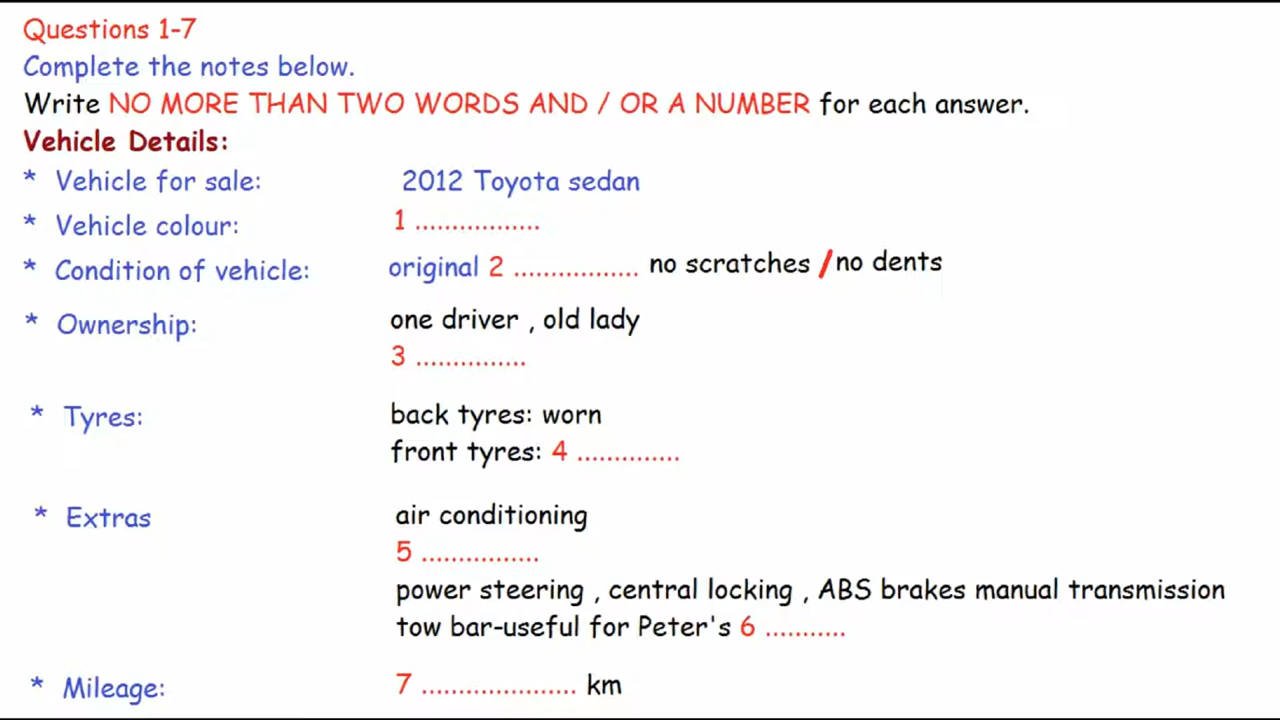 Questions 1-7
Complete the notes below.
Write NO MORE THAN TWO WORDS AND / OR A NUMBER for each answer.
Vehicle Details:
* Vehicle for sale: 2012 Toyota sedan
* Vehicle colour: 1 .................
* Condition of vehicle: original 2 ................. no scratches / no dents
* Ownership: one driver , old lady
3 ...............
* Tyres: back tyres: worn
front tyres: 4 ..............
* Extras air conditioning
5 ................
power steering , central locking , ABS brakes manual transmission
tow bar-useful for Peter's 6 ...........
* Mileage: 7 ..................... km